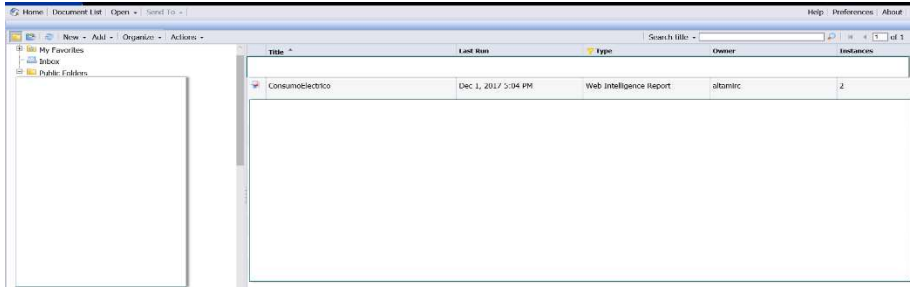 Home Document List Open Send To Help Preferences About
New Add Organize Actions Search title 1 of 1
My Favorites
Inbox
Public Folders
Title Last Run Type Owner Instances
ConsumoElectrico Dec 1, 2017 5:04 PM Web Intelligence Report altamirc 2